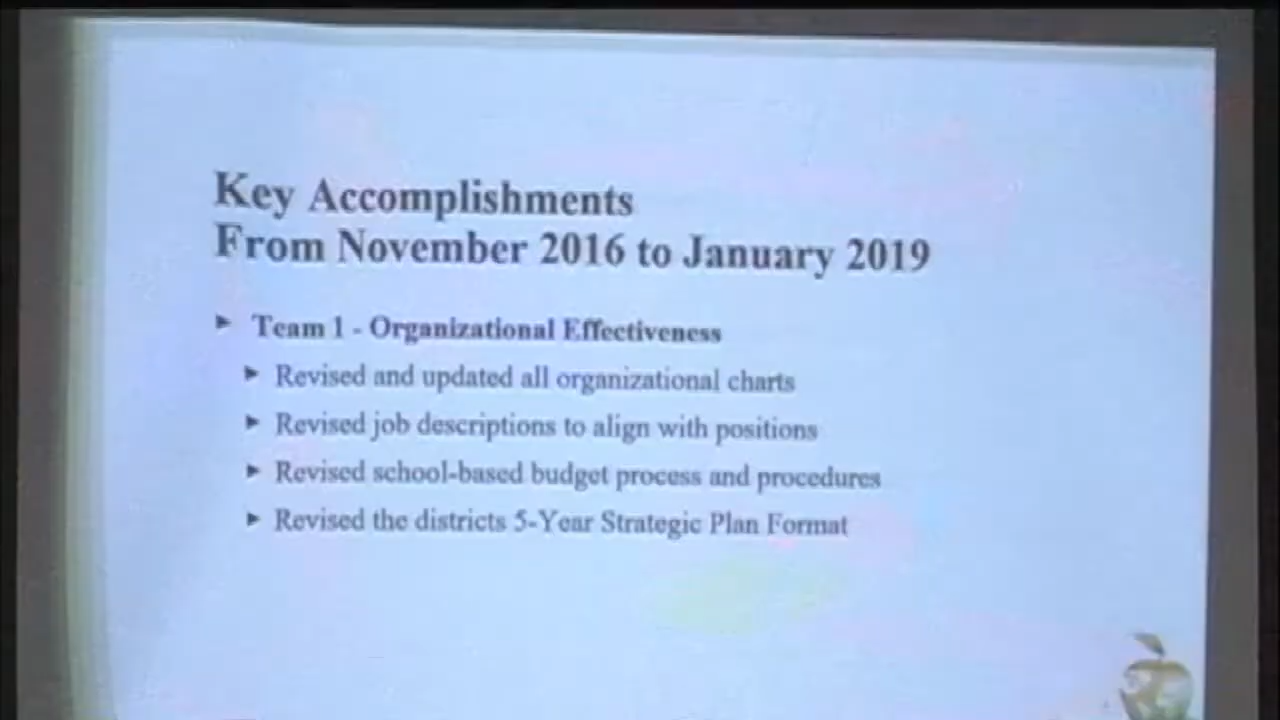 Key Accomplishments
From November 2016 to January 2019
Team 1 - Organizational Effectiveness
Revised and updated all organizational charts
Revised job descriptions to align with positions
Revised school-based budget process and procedures
Revised the districts 5-Year Strategic Plan Format